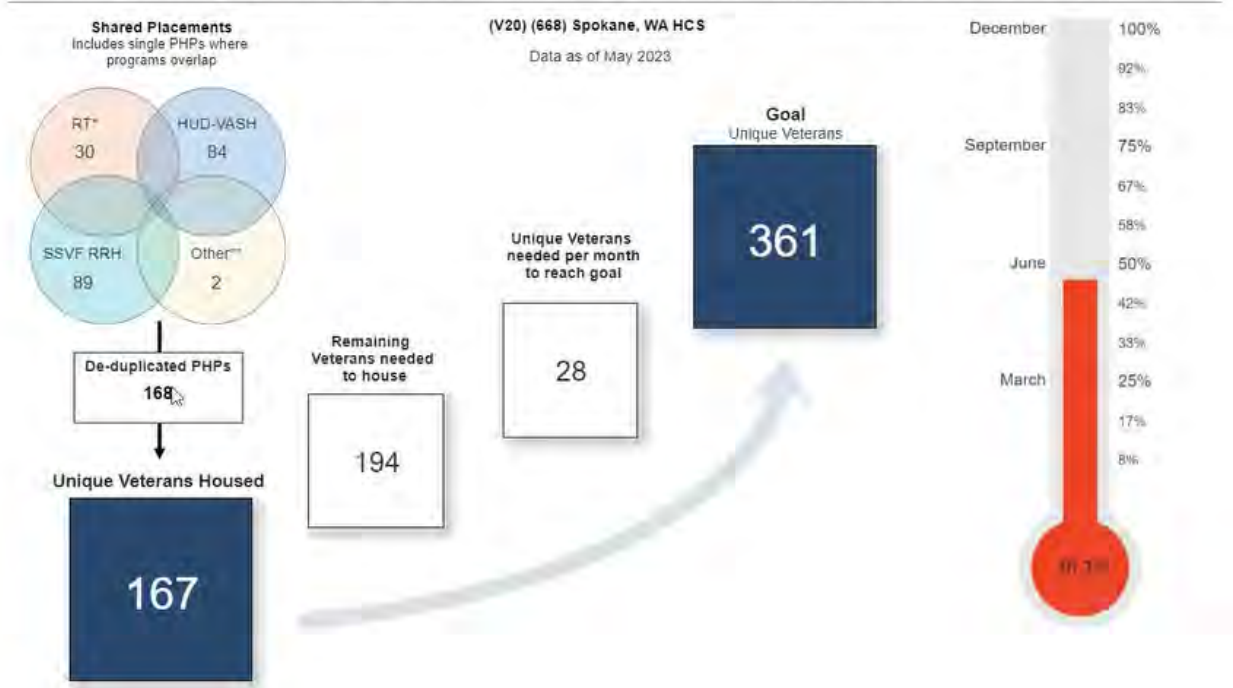 Shared Placements
Includes single PHPs where
programs overlap
RT*
30
HUD-VASH
84
SSVF RRH
89
Other**
2
De-duplicated PHPs
168
Unique Veterans Housed
167
(V20) (668) Spokane, WA HCS
Data as of May 2023
Remaining
Veterans needed
to house
194
Unique Veterans
needed per month
to reach goal
28
Goal
Unique Veterans
361
December
100%
92%
83%
September
75%
67%
58%
June
50%
42%
33%
March
25%
17%
8%